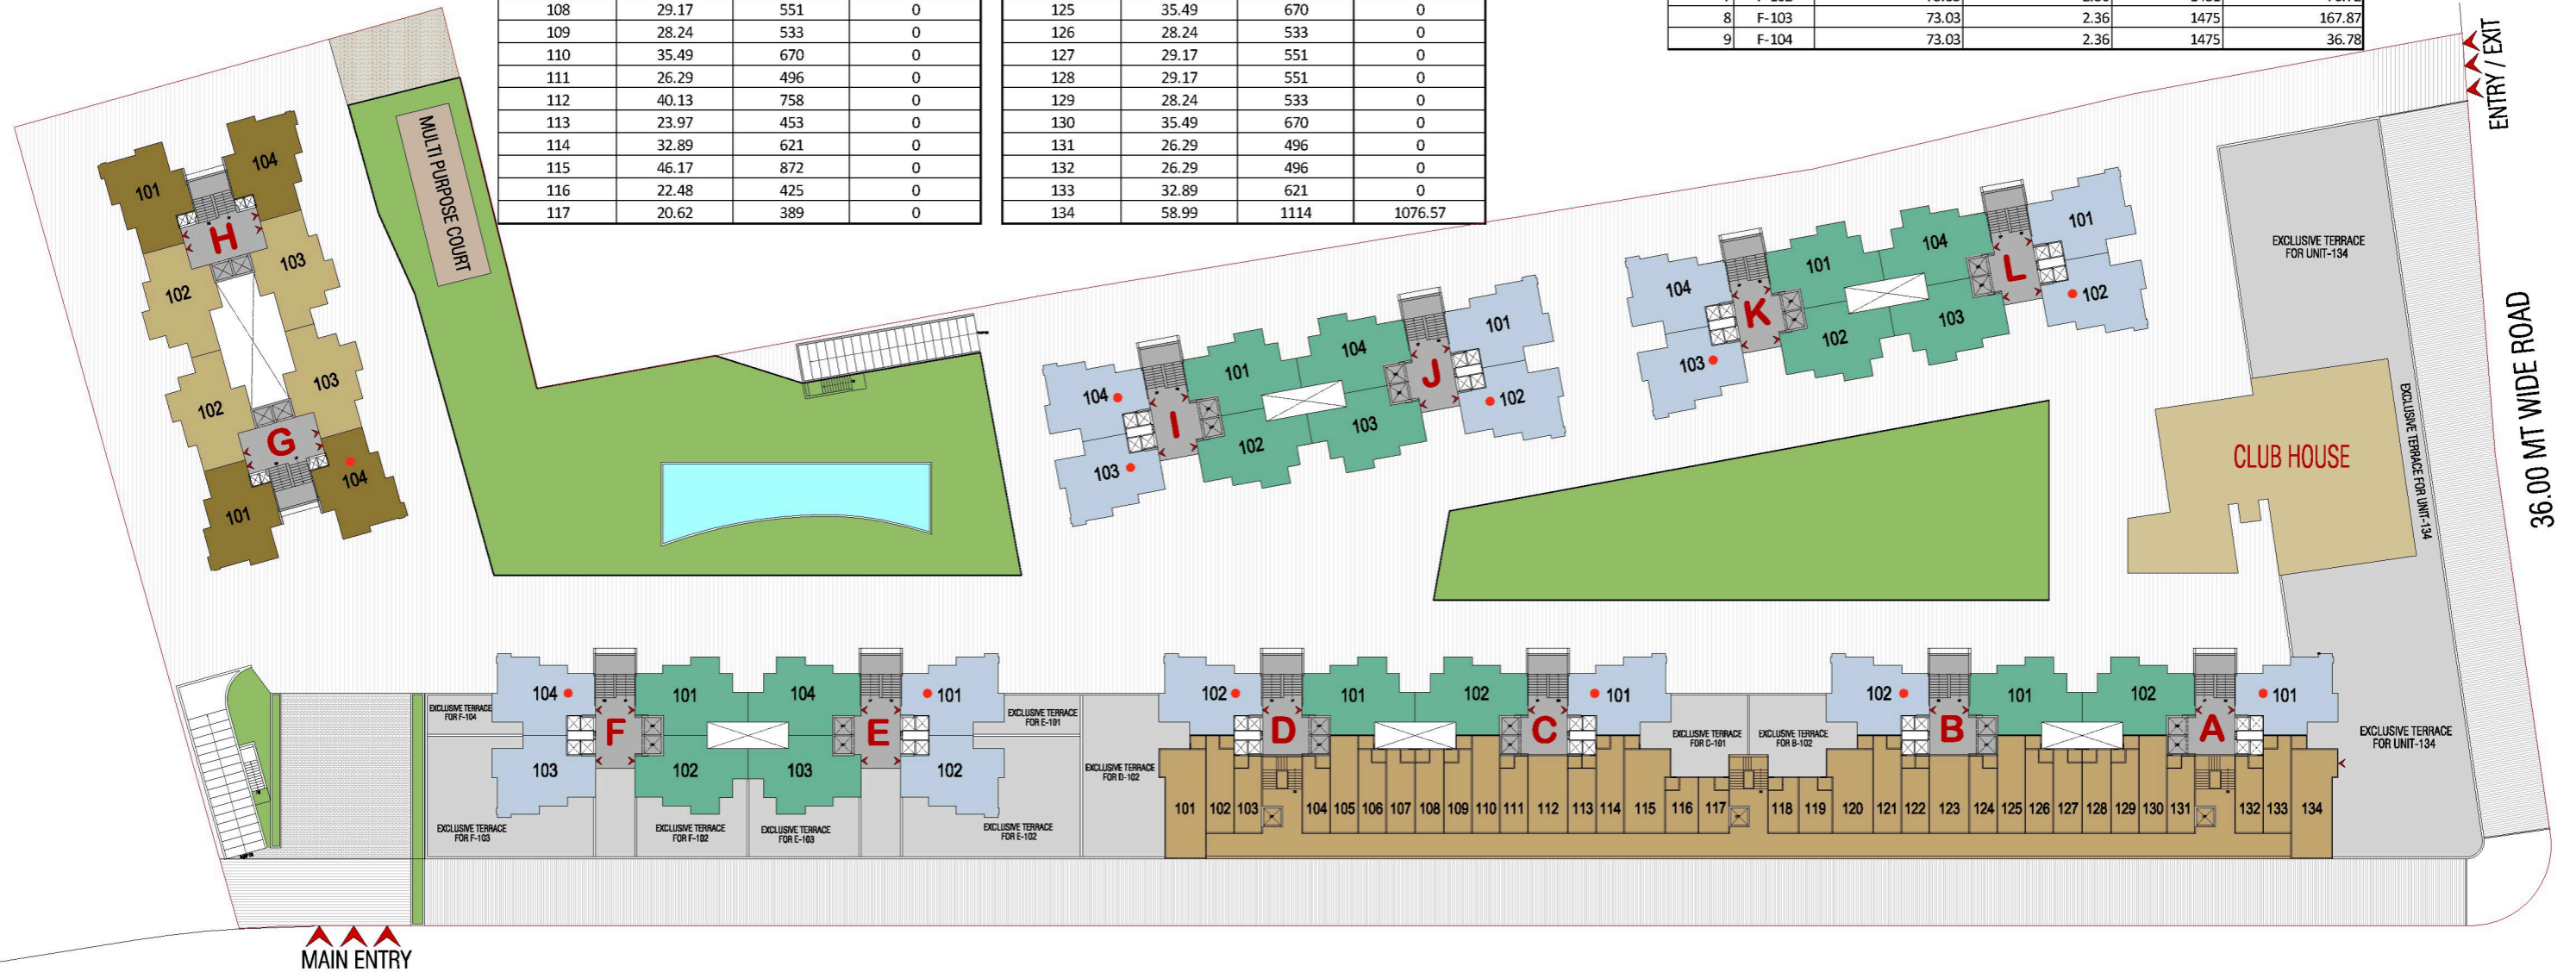 108 29.17 551 0
109 28.24 533 0
110 35.49 670 0
111 26.29 496 0
112 40.13 758 0
113 23.97 453 0
114 32.89 621 0
115 46.17 872 0
116 22.48 425 0
117 20.62 389 0
125 35.49 670 0
126 28.24 533 0
127 29.17 551 0
128 29.17 551 0
129 28.24 533 0
130 35.49 670 0
131 26.29 496 0
132 26.29 496 0
133 32.89 621 0
134 58.99 1114 1076.57
8 F-103 73.03 2.36 1475 167.87
9 F-104 73.03 2.36 1475 36.78
ENTRY / EXIT
36.00 MT WIDE ROAD
MULTI PURPOSE COURT
101
104
H
102
103
102
103
G
101
104
104
101
104
101
I
J
103
102
103
102
104
101
104
101
K
L
103
102
103
102
EXCLUSIVE TERRACE
FOR UNIT-134
EXCLUSIVE TERRACE FOR UNIT-134
CLUB HOUSE
EXCLUSIVE TERRACE
FOR UNIT-134
104
101
104
101
F
E
103
102
103
102
EXCLUSIVE TERRACE
FOR F-104
EXCLUSIVE TERRACE
FOR E-101
EXCLUSIVE TERRACE
FOR F-103
EXCLUSIVE TERRACE
FOR F-102
EXCLUSIVE TERRACE
FOR E-103
EXCLUSIVE TERRACE
FOR E-102
EXCLUSIVE TERRACE
FOR D-102
102
101
102
101
D
C
EXCLUSIVE TERRACE
FOR C-101
EXCLUSIVE TERRACE
FOR B-102
102
101
102
101
B
A
101 102 103 104 105 106 107 108 109 110 111 112 113 114 115 116 117 118 119 120 121 122 123 124 125 126 127 128 129 130 131 132 133 134
MAIN ENTRY